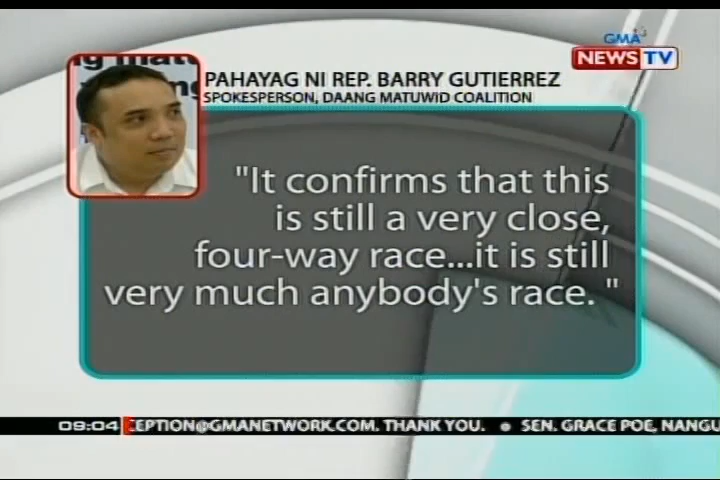 GMA
NEWS TV
PAHAYAG NI REP. BARRY GUTIERREZ
SPOKESPERSON, DAANG MATUWID COALITION
"It confirms that this
is still a very close,
four-way race...it is still
very much anybody's race. "
09:04 EPTION@GMANETWORK.COM. THANK YOU. ● SEN. GRACE POE, NANGU